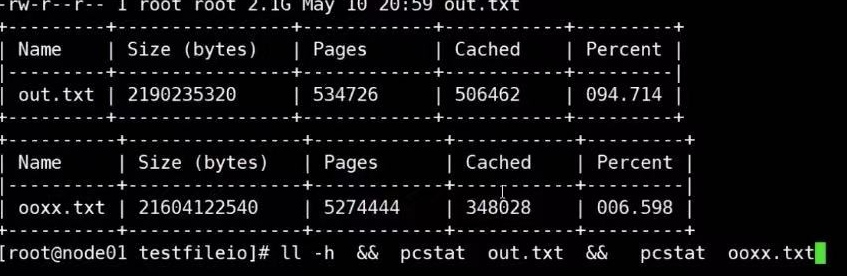 -rw-r--r-- 1 root root 2.1G May 10 20:59 out.txt
+---------+----------------+------------+-----------+---------+
| Name    | Size (bytes)   | Pages      | Cached    | Percent |
|---------+----------------+------------+-----------+---------|
| out.txt | 2190235320     | 534726     | 506462    | 094.714 |
+---------+----------------+------------+-----------+---------+
+----------+----------------+------------+-----------+---------+
| Name     | Size (bytes)   | Pages      | Cached    | Percent |
|----------+----------------+------------+-----------+---------|
| ooxx.txt | 21604122540    | 5274444    | 348028    | 006.598 |
+----------+----------------+------------+-----------+---------+
[root@node01 testfileio]# ll -h  &&  pcstat  out.txt  &&   pcstat  ooxx.txt